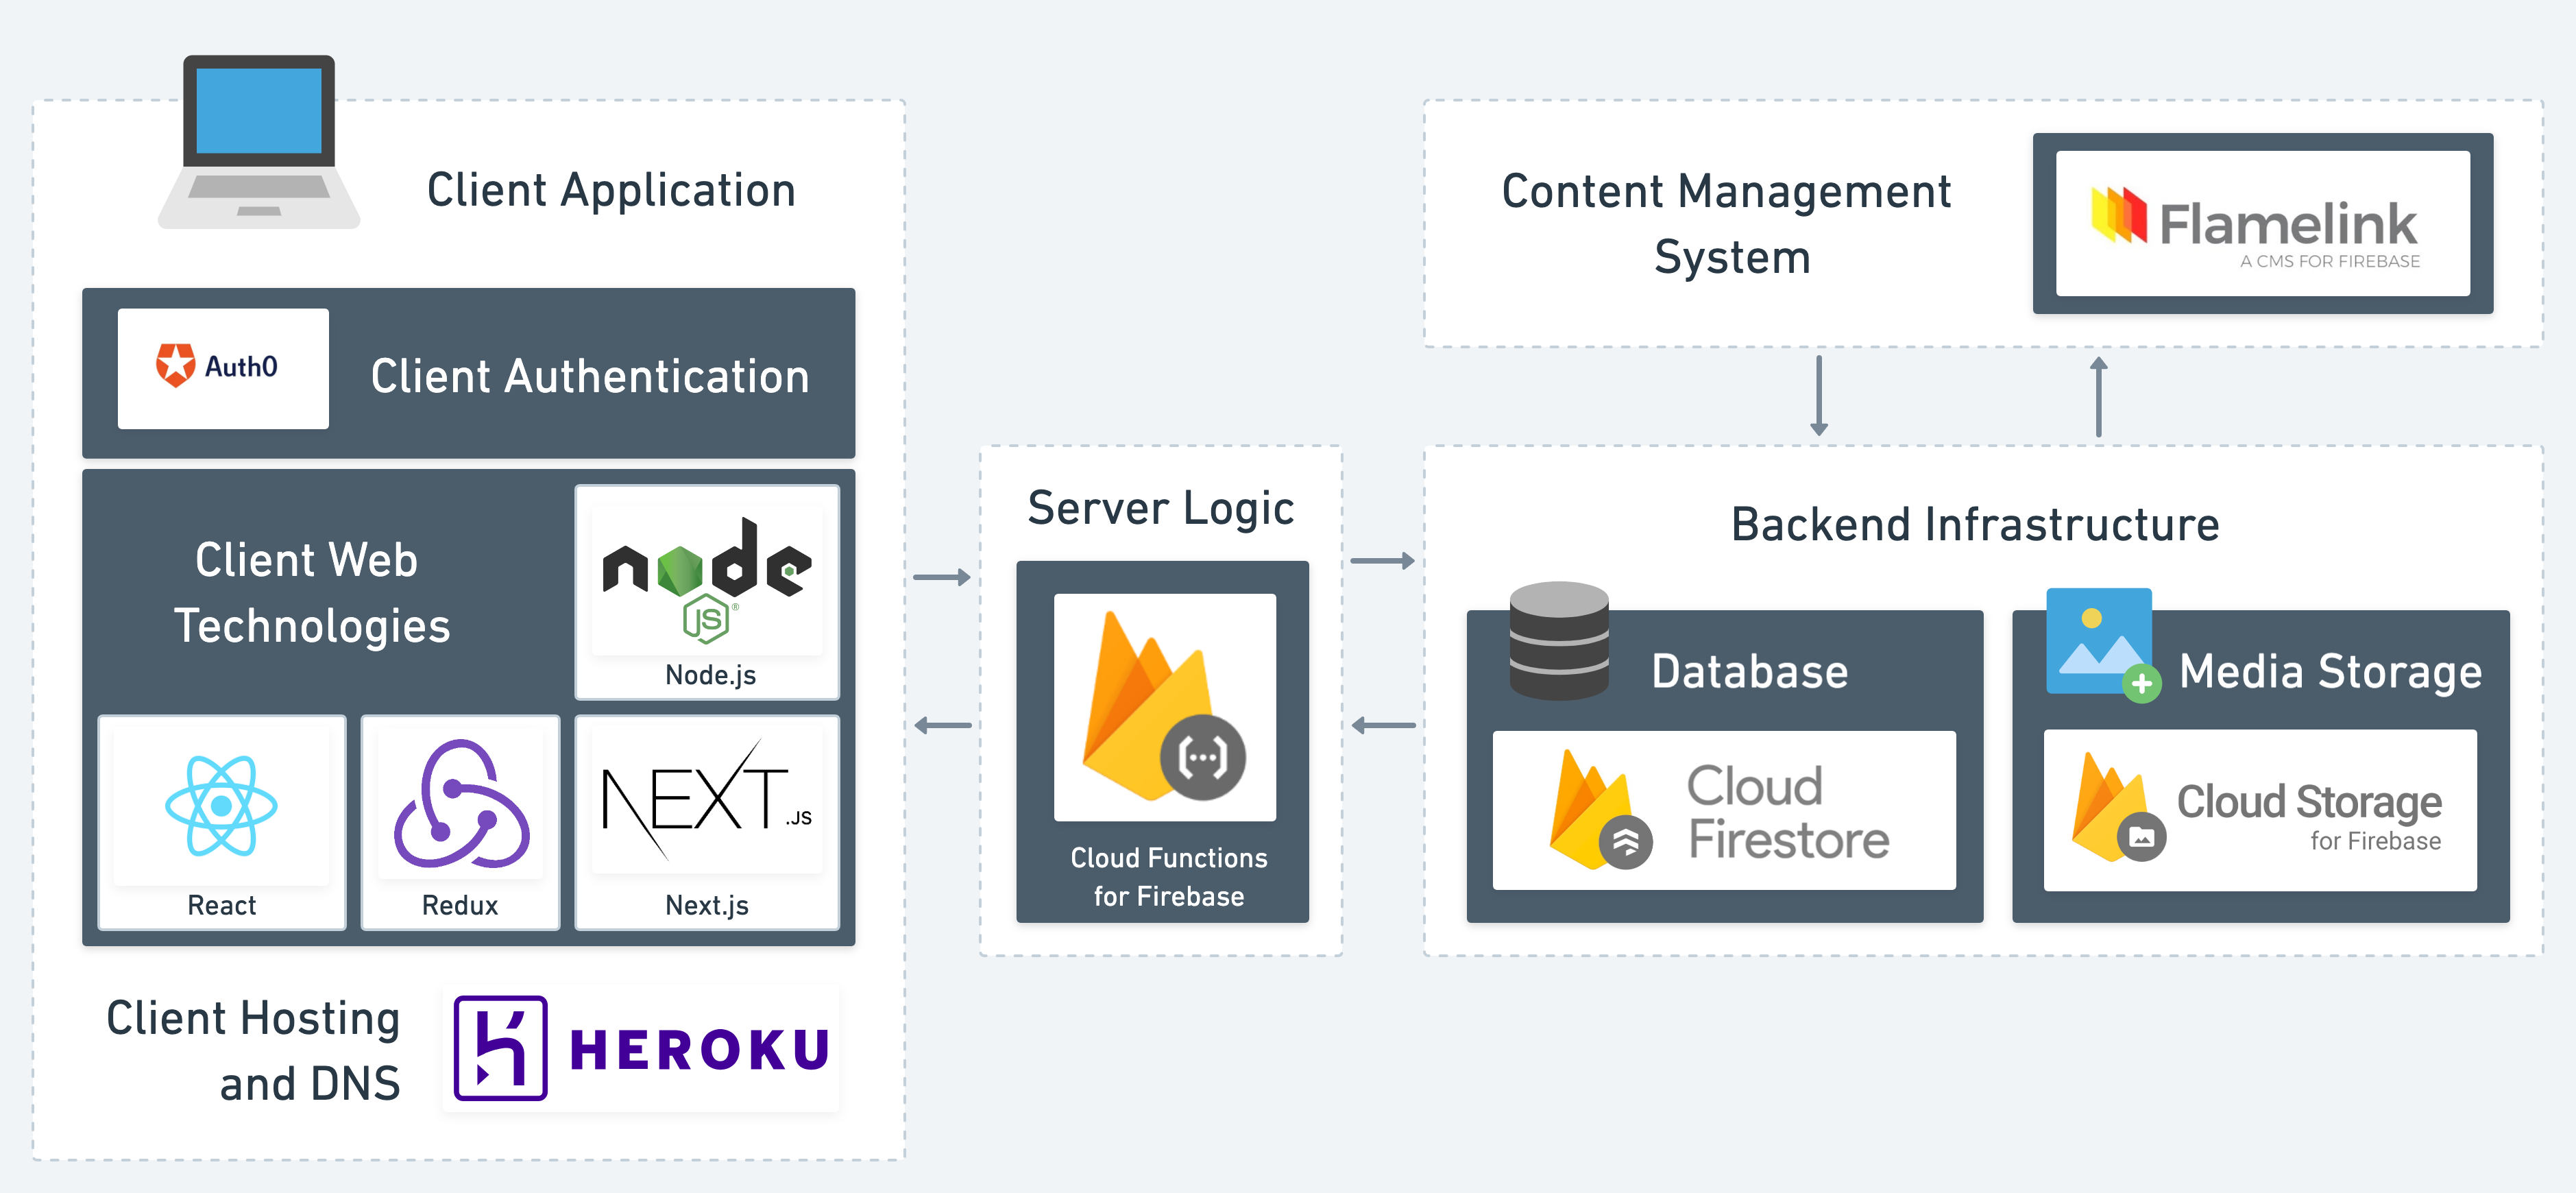 Client Application
Auth0
Client Authentication
Client Web
Technologies
node
JS®
Node.js
React
Redux
NEXT.JS
Next.js
Client Hosting
and DNS
HEROKU
Server Logic
Cloud Functions
for Firebase
Content Management
System
Flamelink
A CMS FOR FIREBASE
Backend Infrastructure
Database
Cloud
Firestore
Media Storage
Cloud Storage
for Firebase